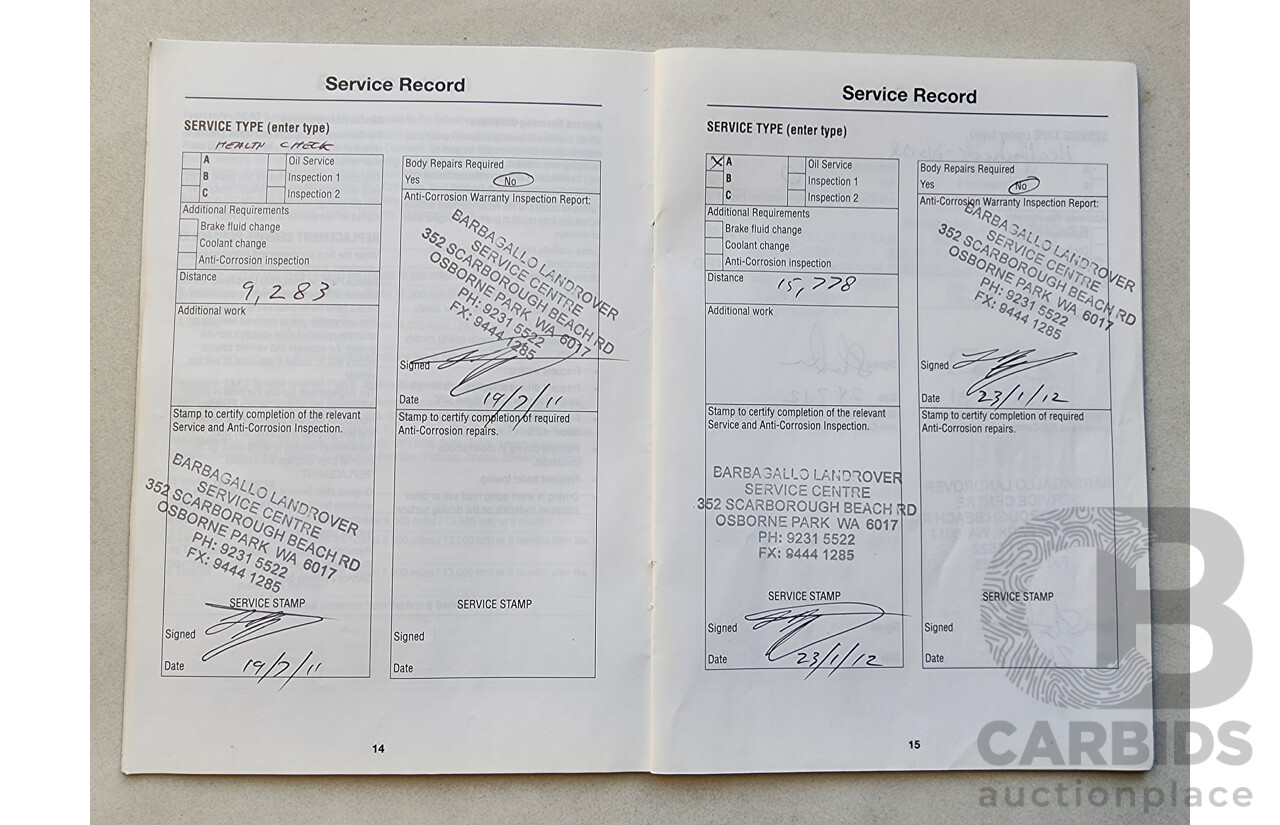 Service Record
SERVICE TYPE (enter type)
HEALTH CHECK
A
B
C
Oil Service
Inspection 1
Inspection 2
Additional Requirements
Brake fluid change
Coolant change
Anti-Corrosion inspection
Distance
9,283
Additional work
Stamp to certify completion of the relevant
Service and Anti-Corrosion Inspection.
BARBAGALLO LANDROVER
SERVICE CENTRE
352 SCARBOROUGH BEACH RD
OSBORNE PARK WA 6017
PH: 9231 5522
FX: 9444 1285
SERVICE STAMP
Signed
Date 19/7/11
Body Repairs Required
Yes No
Anti-Corrosion Warranty Inspection Report:
BARBAGALLO LANDROVER
SERVICE CENTRE
352 SCARBOROUGH BEACH RD
OSBORNE PARK WA 6017
PH: 9231 5522
FX: 9444 1285
Signed
Date 19/7/11
Stamp to certify completion of required
Anti-Corrosion repairs.
SERVICE STAMP
Signed
Date
14
Service Record
SERVICE TYPE (enter type)
X A
B
C
Oil Service
Inspection 1
Inspection 2
Additional Requirements
Brake fluid change
Coolant change
Anti-Corrosion inspection
Distance
15,778
Additional work
Stamp to certify completion of the relevant
Service and Anti-Corrosion Inspection.
BARBAGALLO LANDROVER
SERVICE CENTRE
352 SCARBOROUGH BEACH RD
OSBORNE PARK WA 6017
PH: 9231 5522
FX: 9444 1285
SERVICE STAMP
Signed
Date 23/1/12
Body Repairs Required
Yes No
Anti-Corrosion Warranty Inspection Report:
BARBAGALLO LANDROVER
SERVICE CENTRE
352 SCARBOROUGH BEACH RD
OSBORNE PARK WA 6017
PH: 9231 5522
FX: 9444 1285
Signed
Date 23/1/12
Stamp to certify completion of required
Anti-Corrosion repairs.
SERVICE STAMP
Signed
Date
15
CB
CARBIDS
auctionplace